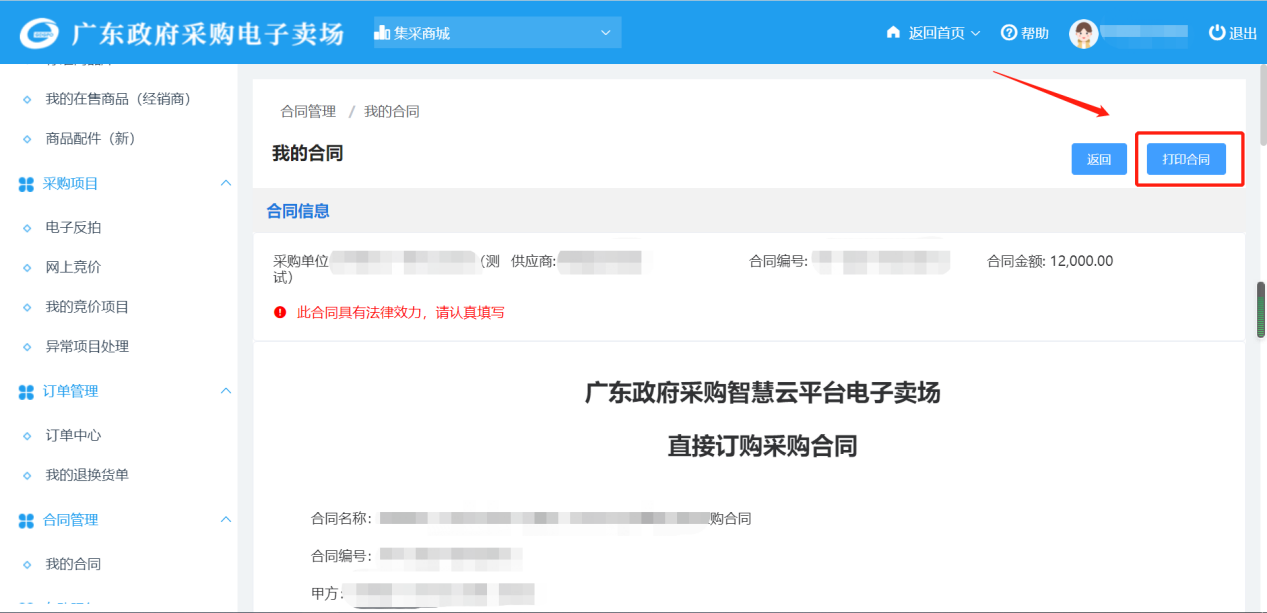 广东政府采购电子卖场
集采商城
返回首页
帮助
退出
我的在售商品（经销商）
商品配件（新）
采购项目
电子反拍
网上竞价
我的竞价项目
异常项目处理
订单管理
订单中心
我的退换货单
合同管理
我的合同
合同管理 / 我的合同
我的合同
返回
打印合同
合同信息
采购单位 （测试） 供应商: 合同编号: 合同金额: 12,000.00
此合同具有法律效力，请认真填写
广东政府采购智慧云平台电子卖场
直接订购采购合同
合同名称： 购合同
合同编号：
甲方：